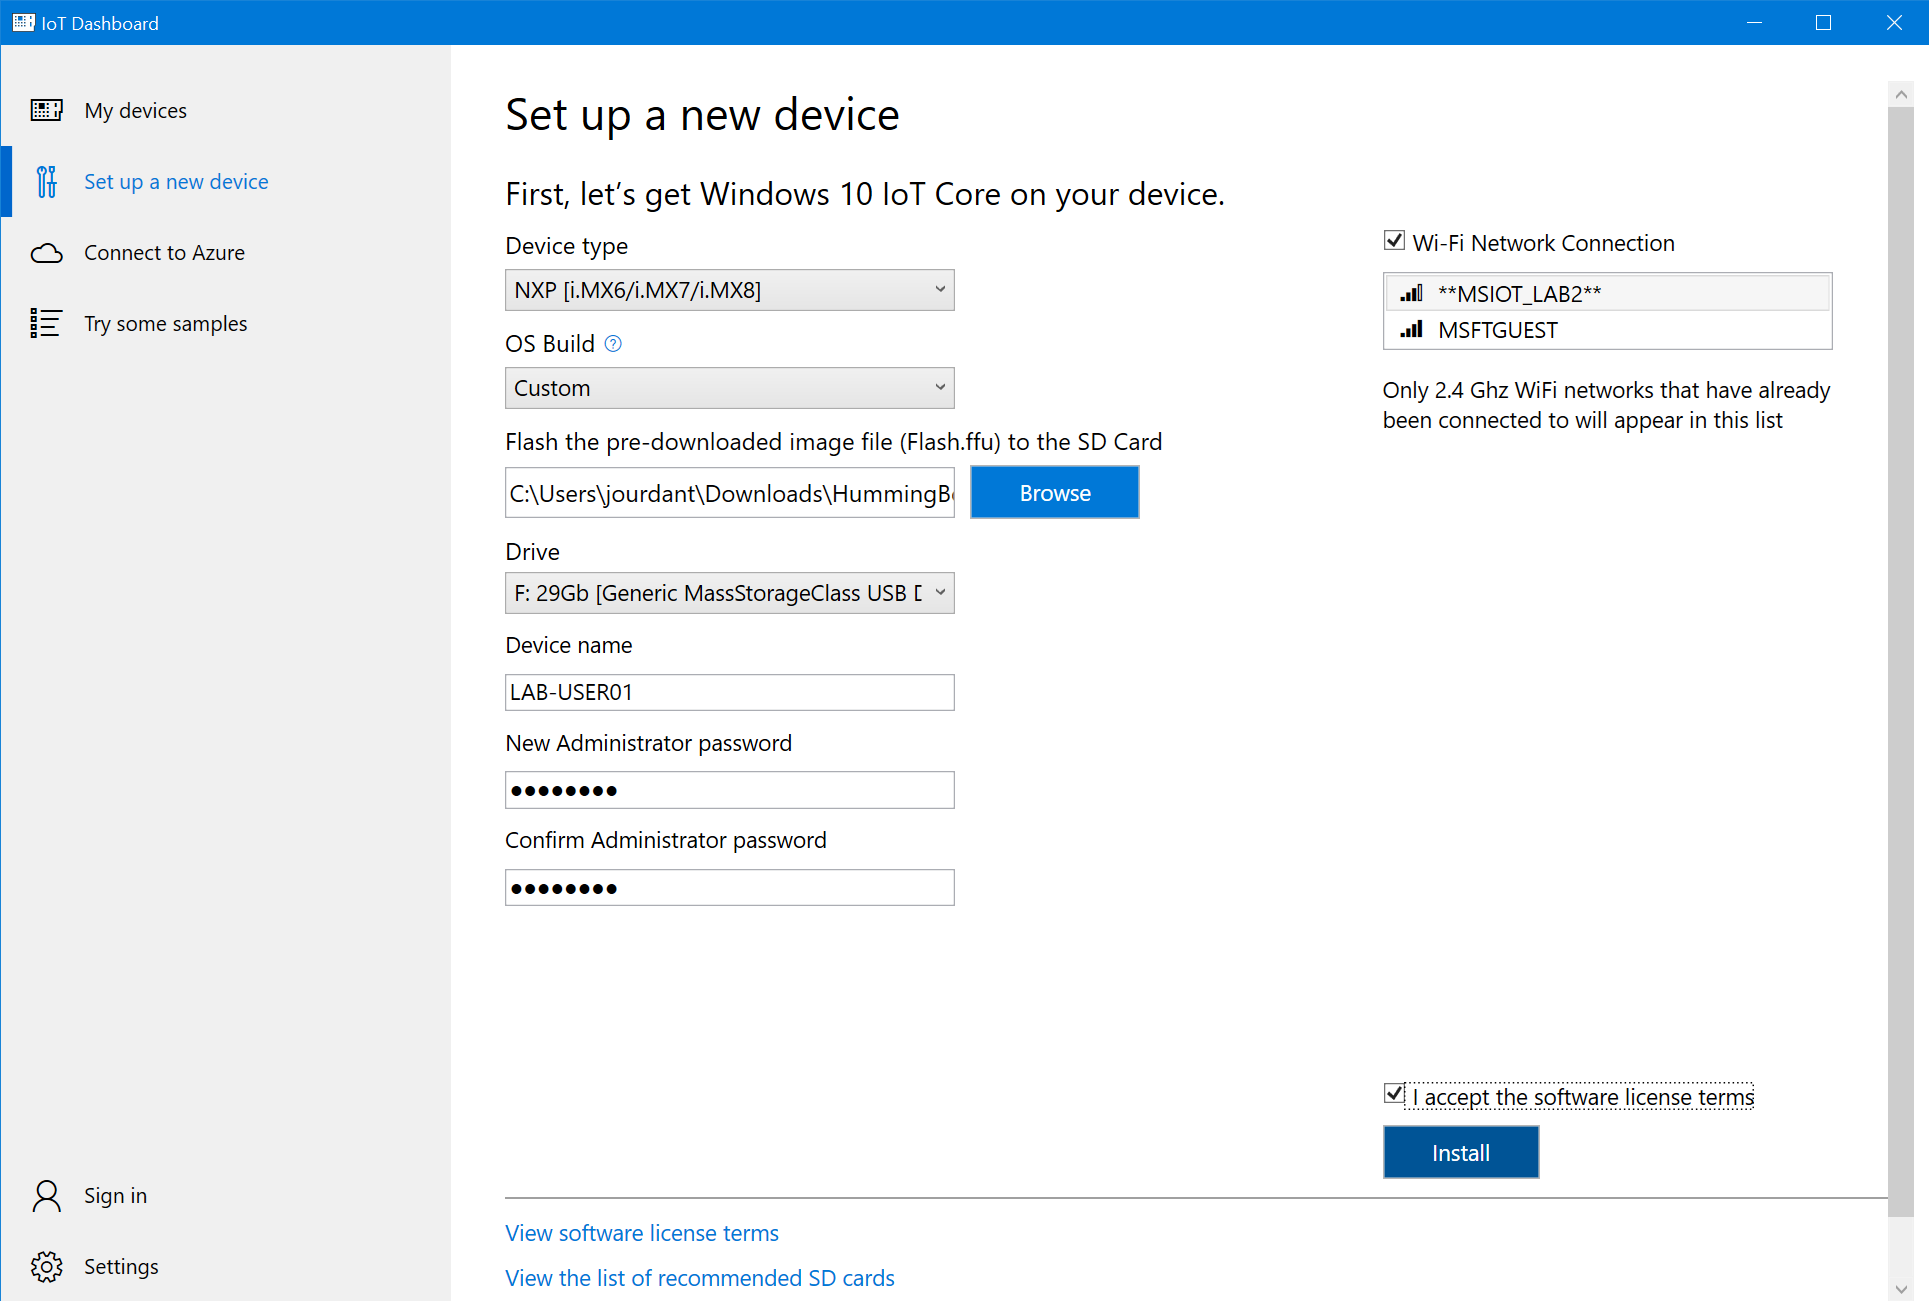 IoT Dashboard
My devices
Set up a new device
Connect to Azure
Try some samples
Sign in
Settings
Set up a new device
First, let’s get Windows 10 IoT Core on your device.
Device type
NXP [i.MX6/i.MX7/i.MX8]
OS Build
Custom
Flash the pre-downloaded image file (Flash.ffu) to the SD Card
C:\Users\jourdant\Downloads\HummingB
Browse
Drive
F: 29Gb [Generic MassStorageClass USB D
Device name
LAB-USER01
New Administrator password
●●●●●●●●
Confirm Administrator password
●●●●●●●●
Wi-Fi Network Connection
**MSIOT_LAB2**
MSFTGUEST
Only 2.4 Ghz WiFi networks that have already
been connected to will appear in this list
I accept the software license terms
Install
View software license terms
View the list of recommended SD cards